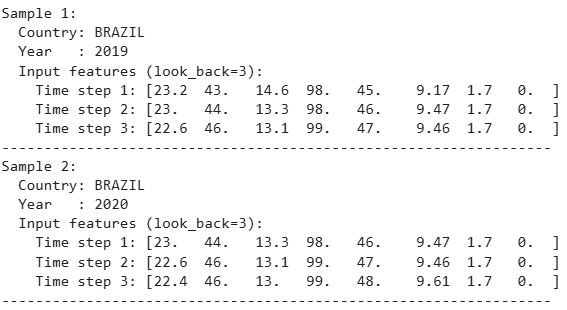 Sample 1:
  Country: BRAZIL
  Year   : 2019
  Input features (look_back=3):
    Time step 1: [23.2  43.   14.6  98.   45.    9.17  1.7   0.  ]
    Time step 2: [23.   44.   13.3  98.   46.    9.47  1.7   0.  ]
    Time step 3: [22.6  46.   13.1  99.   47.    9.46  1.7   0.  ]
-----------------------------------------------------------------
Sample 2:
  Country: BRAZIL
  Year   : 2020
  Input features (look_back=3):
    Time step 1: [23.   44.   13.3  98.   46.    9.47  1.7   0.  ]
    Time step 2: [22.6  46.   13.1  99.   47.    9.46  1.7   0.  ]
    Time step 3: [22.4  46.   13.   99.   48.    9.61  1.7   0.  ]
-----------------------------------------------------------------